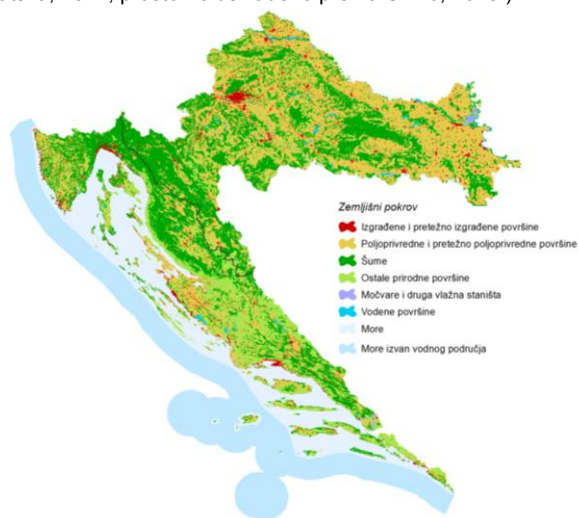 Zemljišni pokrov
Izgrađene i pretežno izgrađene površine
Poljoprivredne i pretežno poljoprivredne površine
Šume
Ostale prirodne površine
Močvare i druga vlažna staništa
Vodene površine
More
More izvan vodnog područja